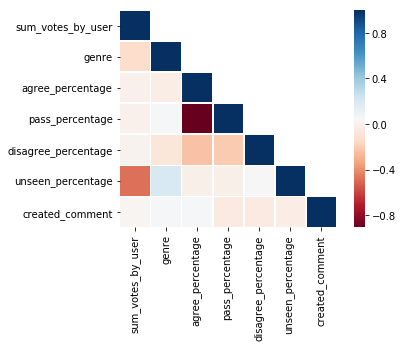 sum_votes_by_user
genre
agree_percentage
pass_percentage
disagree_percentage
unseen_percentage
created_comment
sum_votes_by_user
genre
agree_percentage
pass_percentage
disagree_percentage
unseen_percentage
created_comment
0.8
0.4
0.0
−0.4
−0.8